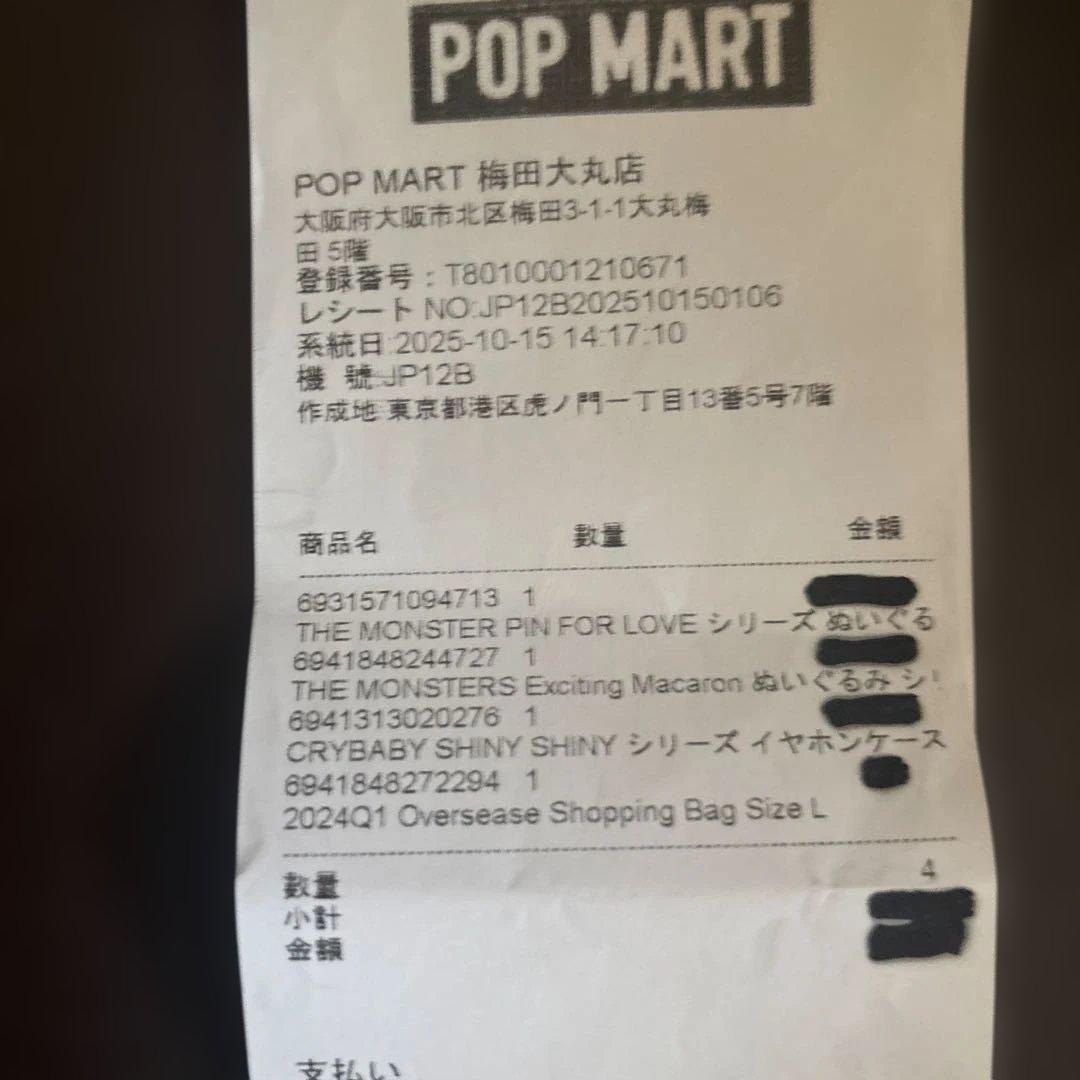 POP MART
POP MART 梅田大丸店
大阪府大阪市北区梅田3-1-1大丸梅
田 5階
登録番号：T8010001210671
レシート NO:JP12B202510150106
系統日:2025-10-15 14:17:10
機 號:JP12B
作成地:東京都港区虎ノ門一丁目13番5号7階
商品名 數量 金額
6931571094713 1
THE MONSTER PIN FOR LOVE シリーズ ぬいぐる
6941848244727 1
THE MONSTERS Exciting Macaron ぬいぐるみ シ
6941313020276 1
CRYBABY SHINY SHINY シリーズ イヤホンケース
6941848272294 1
2024Q1 Oversease Shopping Bag Size L
數量 4
小計
金額
支払い